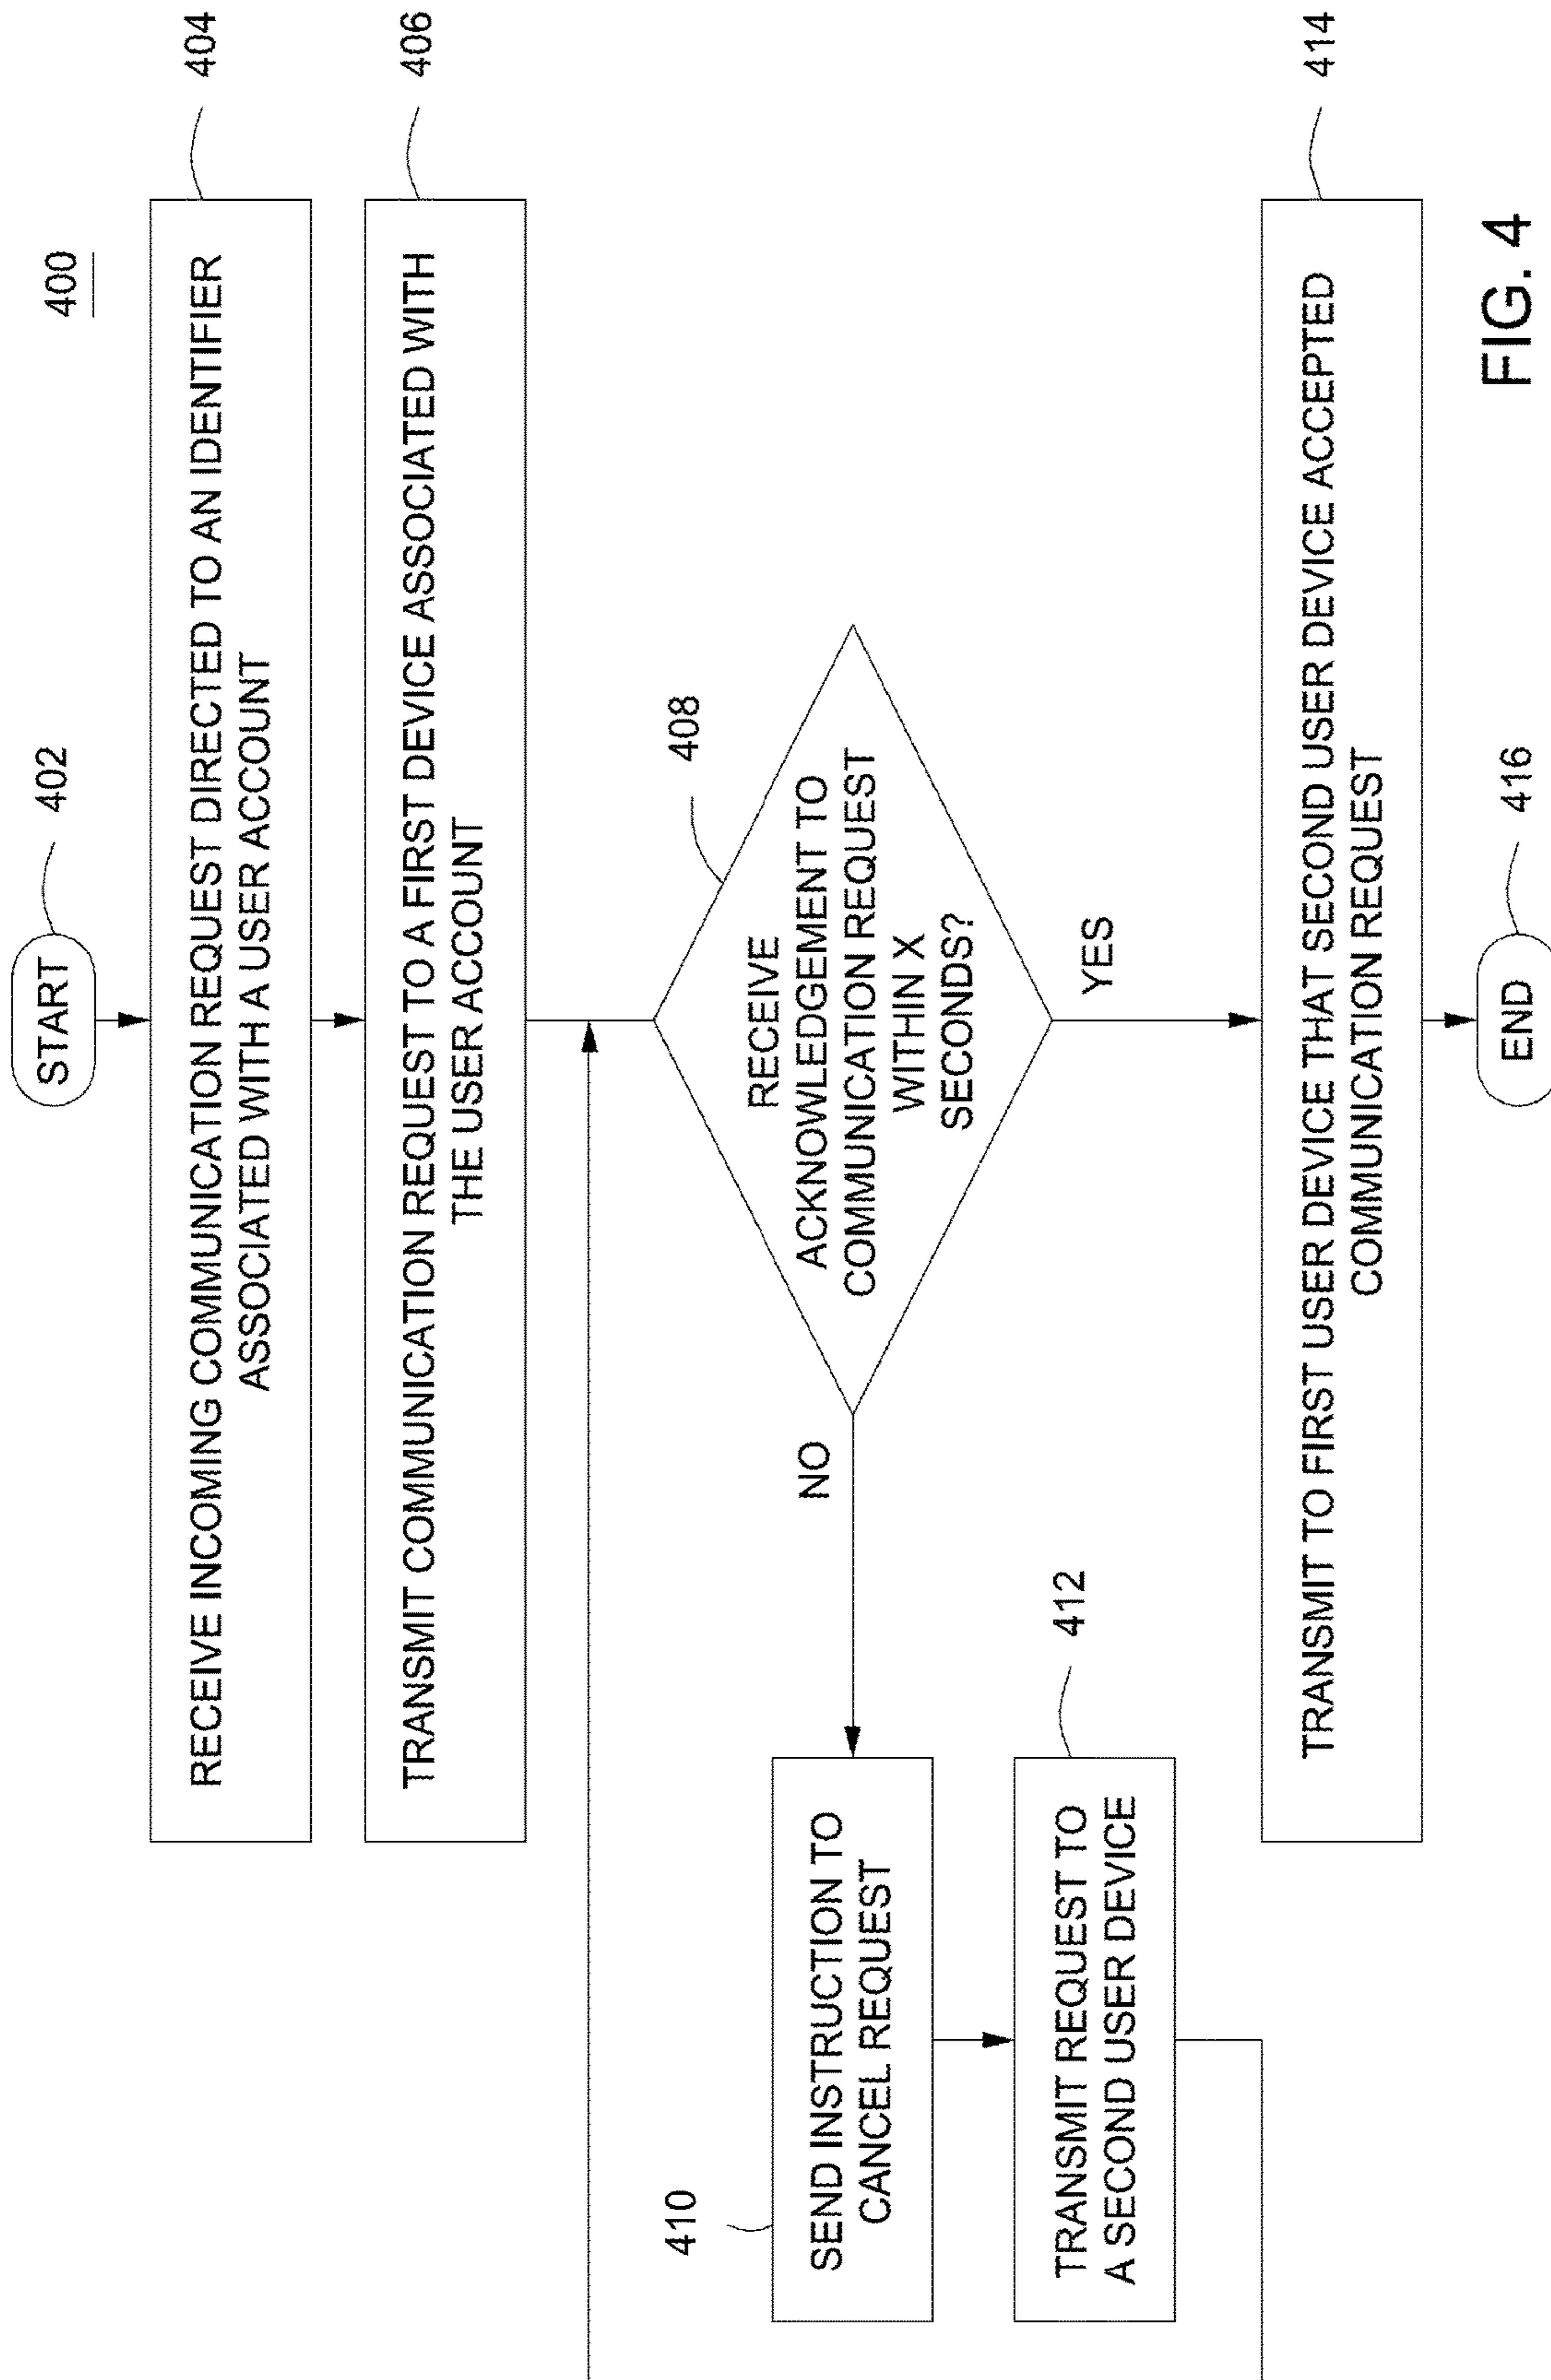 400
START
402
RECEIVE INCOMING COMMUNICATION REQUEST DIRECTED TO AN IDENTIFIER
ASSOCIATED WITH A USER ACCOUNT
404
TRANSMIT COMMUNICATION REQUEST TO A FIRST DEVICE ASSOCIATED WITH
THE USER ACCOUNT
406
RECEIVE
ACKNOWLEDGEMENT TO
COMMUNICATION REQUEST
WITHIN X
SECONDS?
408
NO
YES
410
SEND INSTRUCTION TO
CANCEL REQUEST
TRANSMIT REQUEST TO
A SECOND USER DEVICE
412
TRANSMIT TO FIRST USER DEVICE THAT SECOND USER DEVICE ACCEPTED
COMMUNICATION REQUEST
414
END
416
FIG. 4